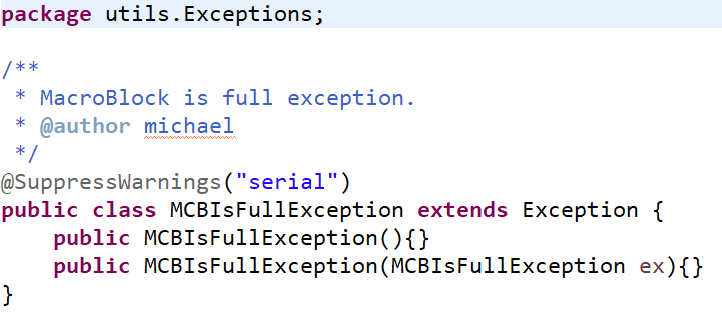 package utils.Exceptions;
/**
 * MacroBlock is full exception.
 * @author michael
 */
@SuppressWarnings("serial")
public class MCBIsFullException extends Exception {
    public MCBIsFullException(){}
    public MCBIsFullException(MCBIsFullException ex){}
}